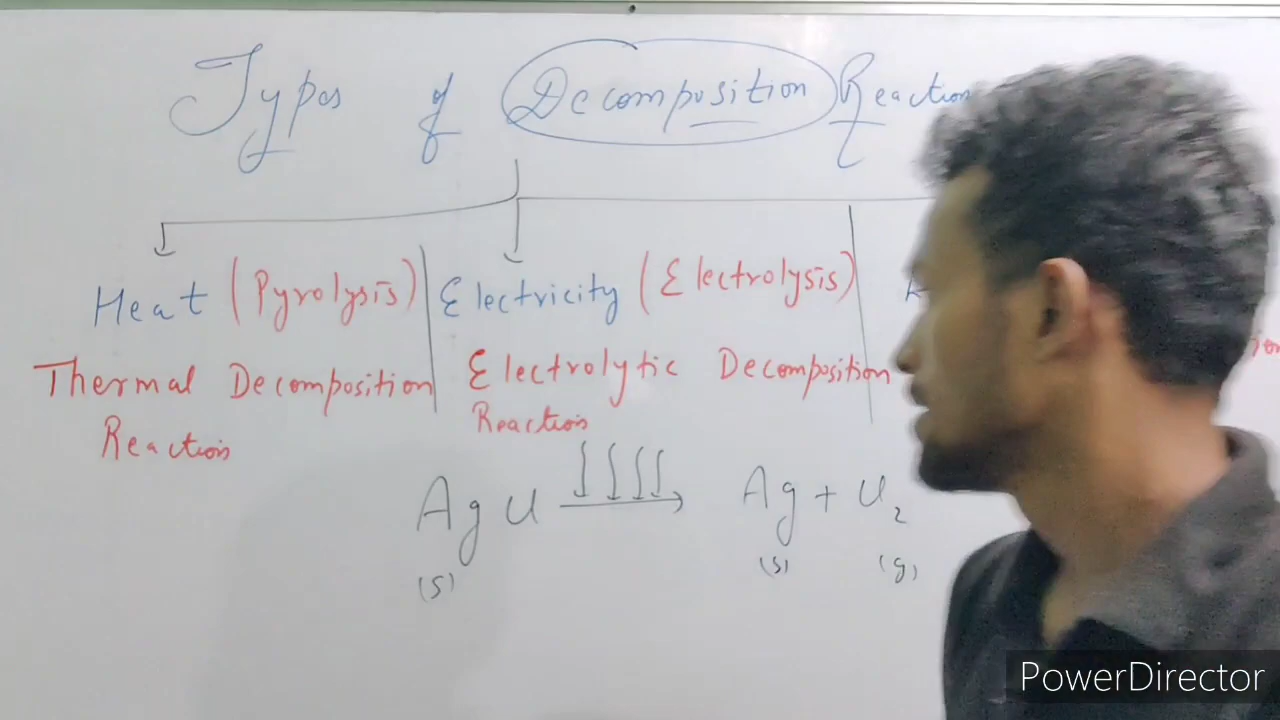 Types of Decomposition Reaction
Heat (Pyrolysis) Electricity (Electrolysis)
Thermal Decomposition Electrolytic Decomposition
Reaction Reaction
AgCl → Ag + Cl₂
(s) (s) (g)
PowerDirector